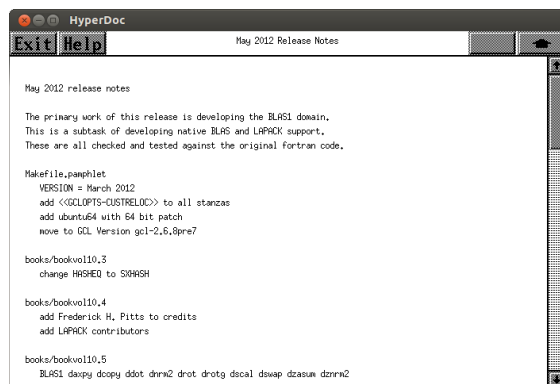 HyperDoc
Exit Help May 2012 Release Notes
May 2012 release notes
The primary work of this release is developing the BLAS1 domain.
This is a subtask of developing native BLAS and LAPACK support.
These are all checked and tested against the original fortran code.
Makefile.pamphlet
VERSION = March 2012
add <<GCLOPTS-CUSTRELOC>> to all stanzas
add ubuntu64 with 64 bit patch
move to GCL Version gcl-2.6.8pre7
books/bookvol10.3
change HASHEQ to SXHASH
books/bookvol10.4
add Frederick H. Pitts to credits
add LAPACK contributors
books/bookvol10.5
BLAS1 daxpy dcopy ddot dnrm2 drot drotg dscal dswap dzasum dznrm2